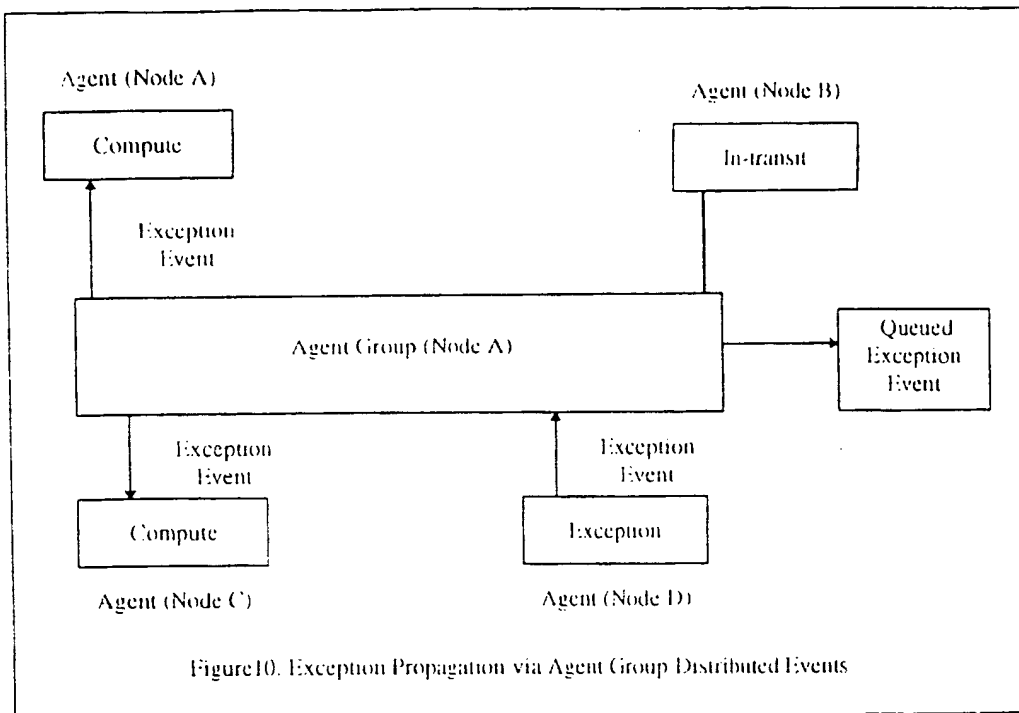 Agent (Node A)
Compute
Agent (Node B)
In-transit
Exception
Event
Agent Group (Node A)
Queued
Exception
Event
Exception
Event
Exception
Event
Compute
Exception
Agent (Node C)
Agent (Node D)
Figure10. Exception Propagation via Agent Group Distributed Events